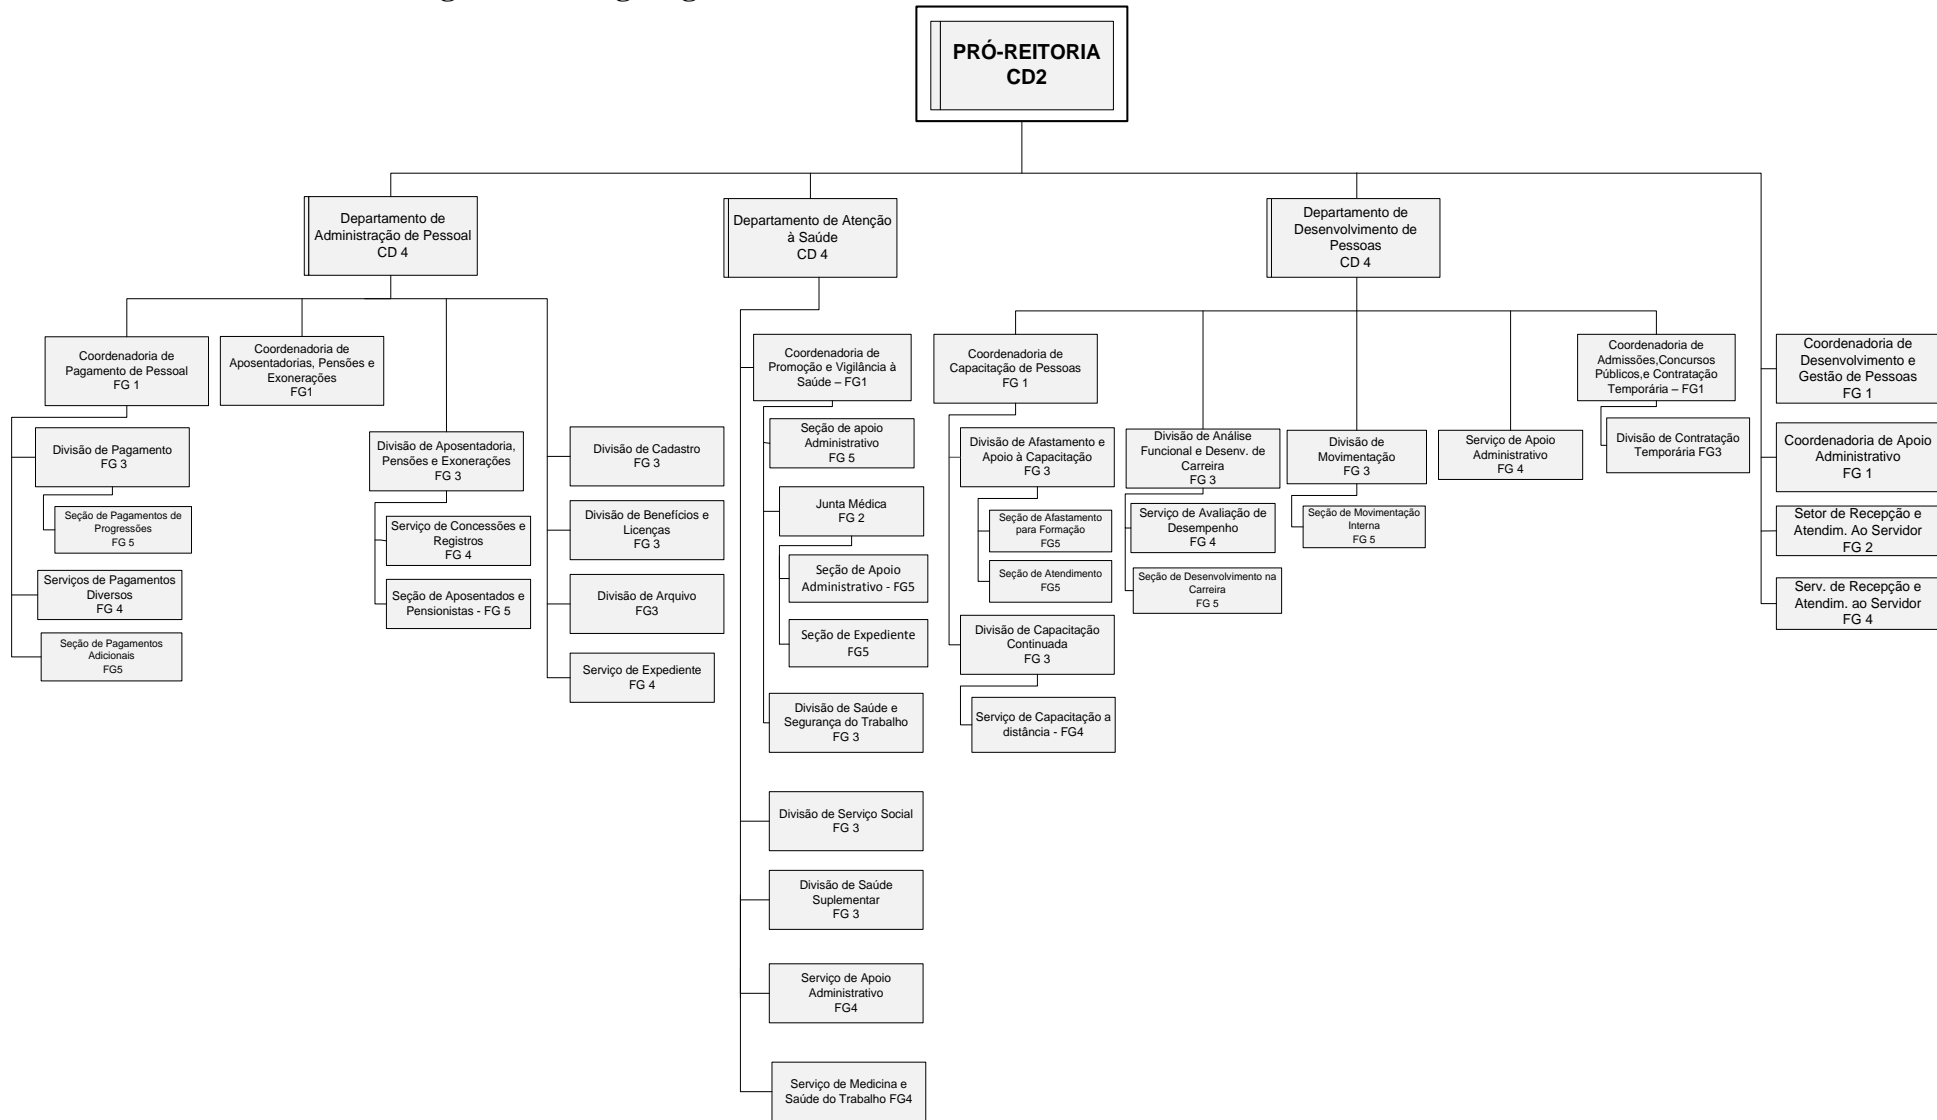 PRÓ-REITORIA
CD2
Departamento de
Administração de Pessoal
CD 4
Departamento de Atenção
à Saúde
CD 4
Departamento de
Desenvolvimento de
Pessoas
CD 4
Coordenadoria de
Pagamento de Pessoal
FG 1
Divisão de Pagamento
FG 3
Seção de Pagamentos de
Progressões
FG 5
Serviços de Pagamentos
Diversos
FG 4
Seção de Pagamentos
Adicionais
FG5
Coordenadoria de
Aposentadorias, Pensões e
Exonerações
FG1
Divisão de Aposentadoria,
Pensões e Exonerações
FG 3
Serviço de Concessões e
Registros
FG 4
Seção de Aposentados e
Pensionistas - FG 5
Divisão de Cadastro
FG 3
Divisão de Benefícios e
Licenças
FG 3
Divisão de Arquivo
FG3
Serviço de Expediente
FG 4
Coordenadoria de
Promoção e Vigilância à
Saúde – FG1
Seção de apoio
Administrativo
FG 5
Junta Médica
FG 2
Seção de Apoio
Administrativo - FG5
Seção de Expediente
FG5
Divisão de Saúde e
Segurança do Trabalho
FG 3
Divisão de Serviço Social
FG 3
Divisão de Saúde
Suplementar
FG 3
Serviço de Apoio
Administrativo
FG4
Serviço de Medicina e
Saúde do Trabalho FG4
Coordenadoria de
Capacitação de Pessoas
FG 1
Divisão de Afastamento e
Apoio à Capacitação
FG 3
Seção de Afastamento
para Formação
FG5
Seção de Atendimento
FG5
Divisão de Capacitação
Continuada
FG 3
Serviço de Capacitação a
distância - FG4
Divisão de Análise
Funcional e Desenv. de
Carreira
FG 3
Serviço de Avaliação de
Desempenho
FG 4
Seção de Desenvolvimento na
Carreira
FG 5
Divisão de
Movimentação
FG 3
Seção de Movimentação
Interna
FG 5
Serviço de Apoio
Administrativo
FG 4
Coordenadoria de
Admissões,Concursos
Públicos,e Contratação
Temporária – FG1
Divisão de Contratação
Temporária FG3
Coordenadoria de
Desenvolvimento e
Gestão de Pessoas
FG 1
Coordenadoria de Apoio
Administrativo
FG 1
Setor de Recepção e
Atendim. Ao Servidor
FG 2
Serv. de Recepção e
Atendim. ao Servidor
FG 4